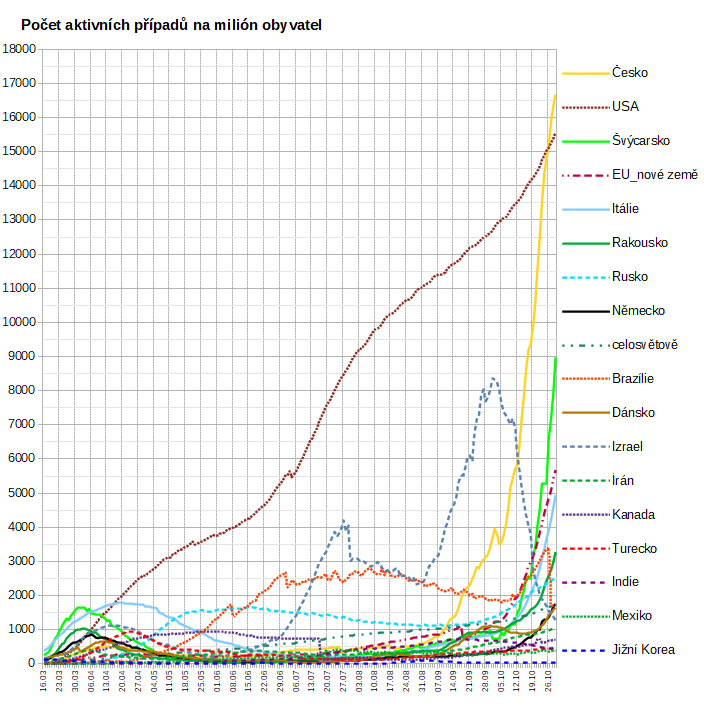 Počet aktivních případů na milión obyvatel
18000
17000
16000
15000
14000
13000
12000
11000
10000
9000
8000
7000
6000
5000
4000
3000
2000
1000
0
16.03
23.03
30.03
06.04
13.04
20.04
27.04
04.05
11.05
18.05
25.05
01.06
08.06
15.06
22.06
29.06
06.07
13.07
20.07
27.07
03.08
10.08
17.08
24.08
31.08
07.09
14.09
21.09
28.09
05.10
12.10
19.10
26.10
Česko
USA
Švýcarsko
EU_nové země
Itálie
Rakousko
Rusko
Německo
celosvětově
Brazílie
Dánsko
Izrael
Írán
Kanada
Turecko
Indie
Mexiko
Jižní Korea